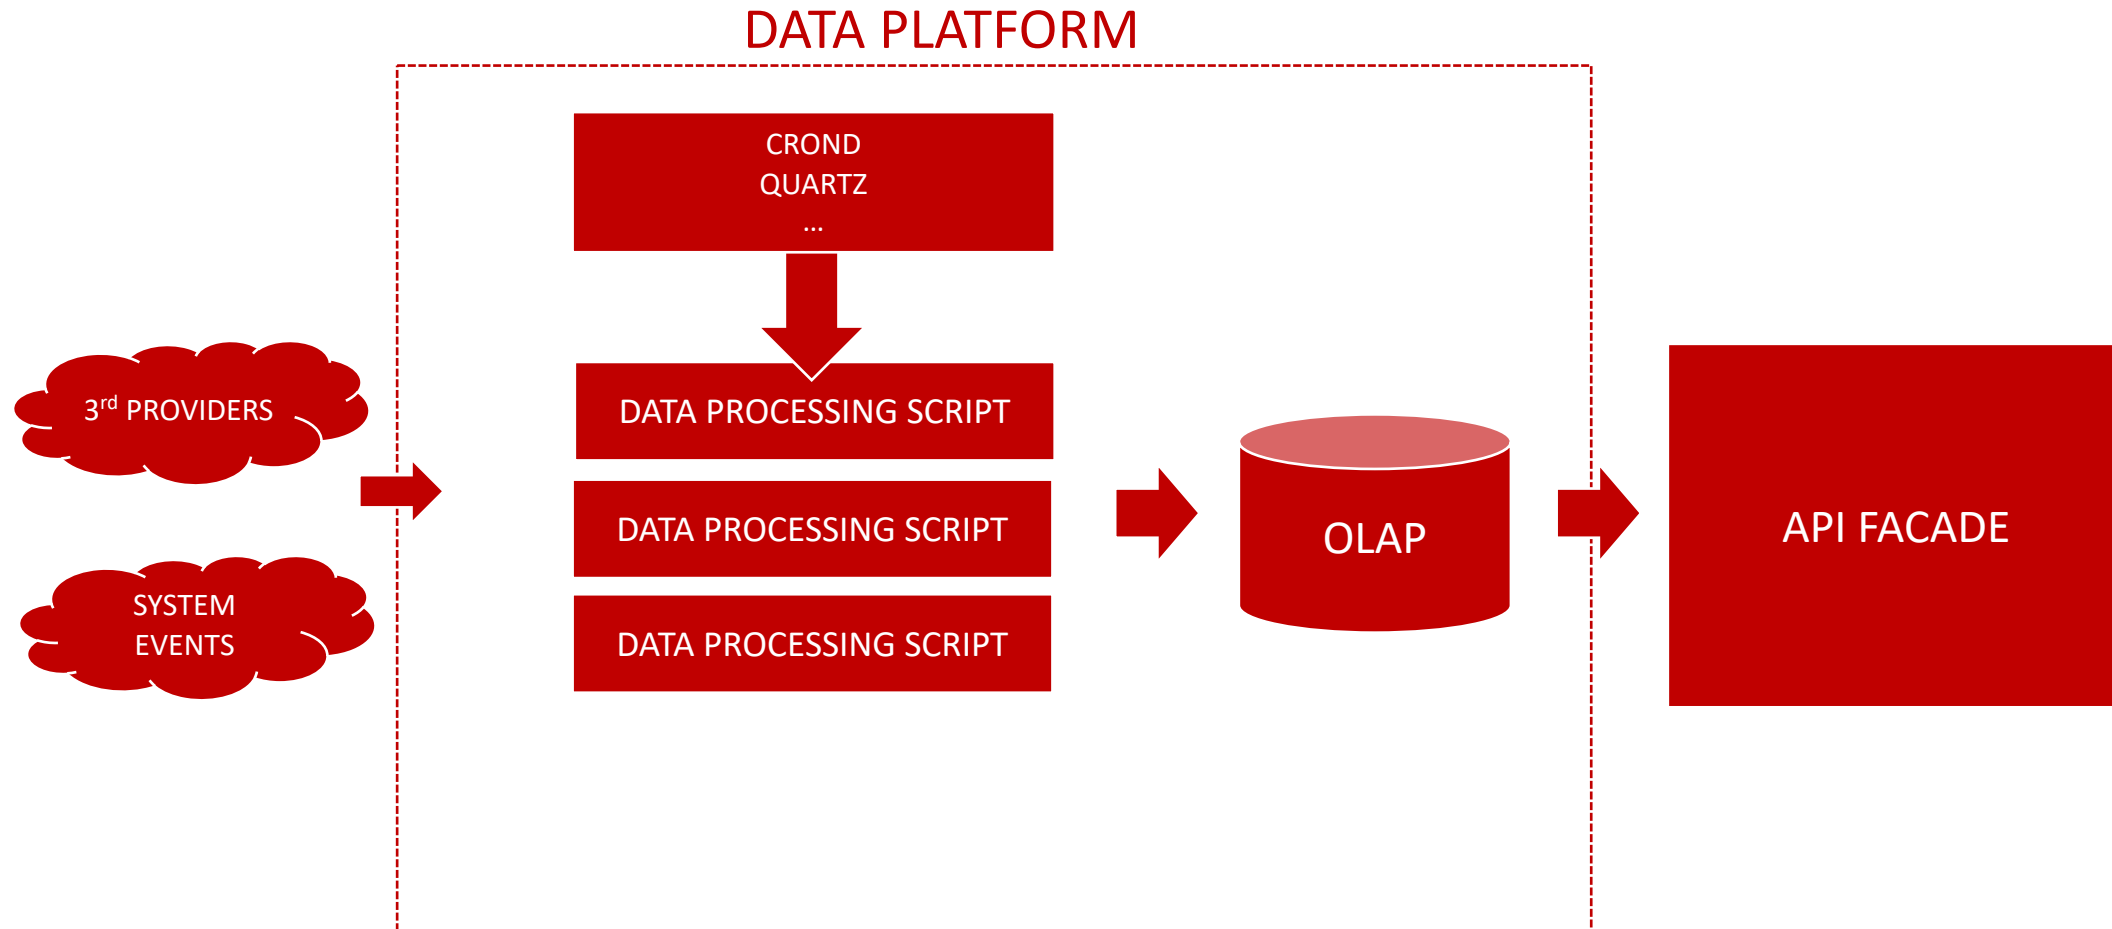 DATA PLATFORM
CROND
QUARTZ
...
3rd PROVIDERS
SYSTEM
EVENTS
DATA PROCESSING SCRIPT
DATA PROCESSING SCRIPT
DATA PROCESSING SCRIPT
OLAP
API FACADE